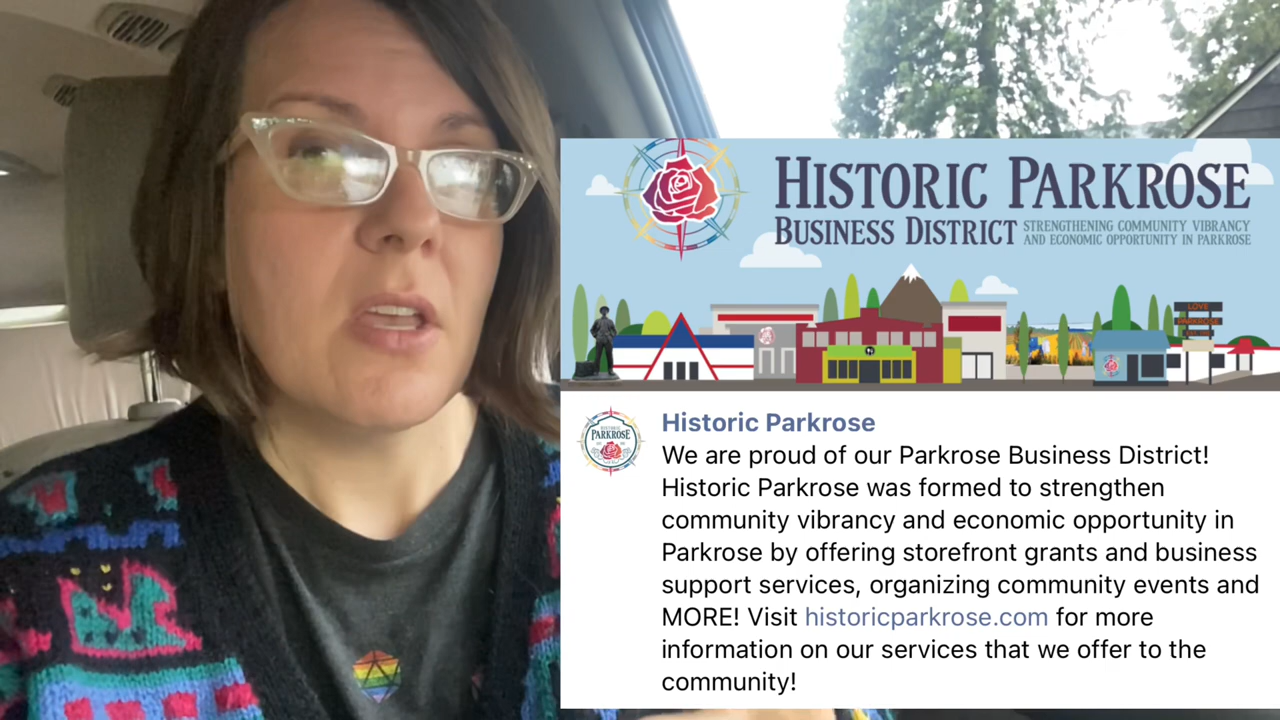 HISTORIC PARKROSE
BUSINESS DISTRICT
STRENGTHENING COMMUNITY VIBRANCY
AND ECONOMIC OPPORTUNITY IN PARKROSE
LOVE
PARKROSE
HISTORIC
PARKROSE
Historic Parkrose
We are proud of our Parkrose Business District!
Historic Parkrose was formed to strengthen
community vibrancy and economic opportunity in
Parkrose by offering storefront grants and business
support services, organizing community events and
MORE! Visit historicparkrose.com for more
information on our services that we offer to the
community!